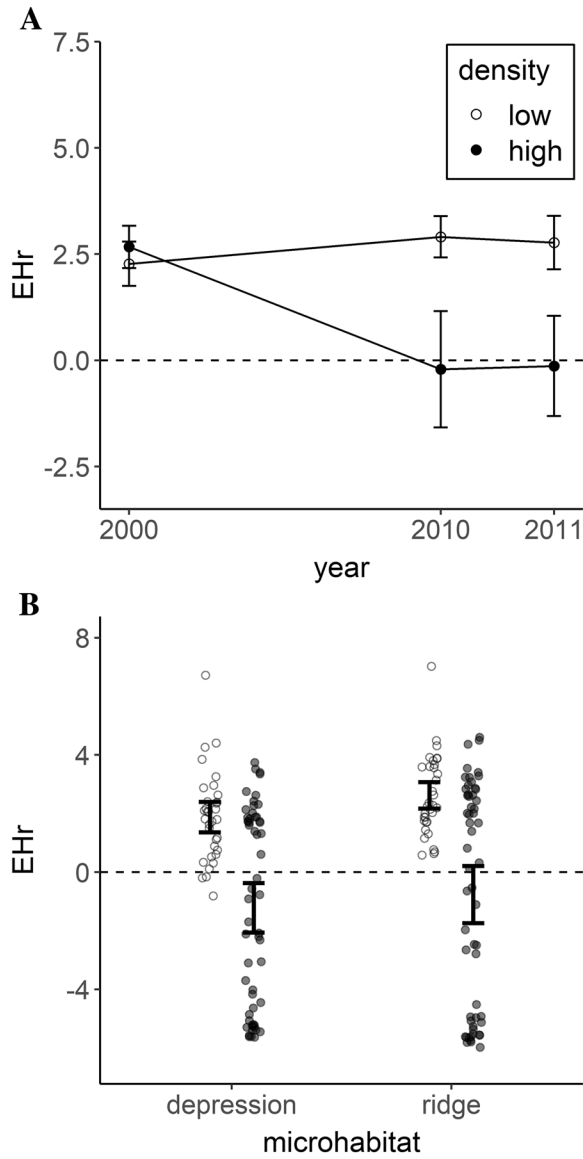 A
7.5
5.0
2.5
0.0
-2.5
EHr
density
low
high
2000
2010
2011
year
B
8
4
0
-4
EHr
depression
ridge
microhabitat